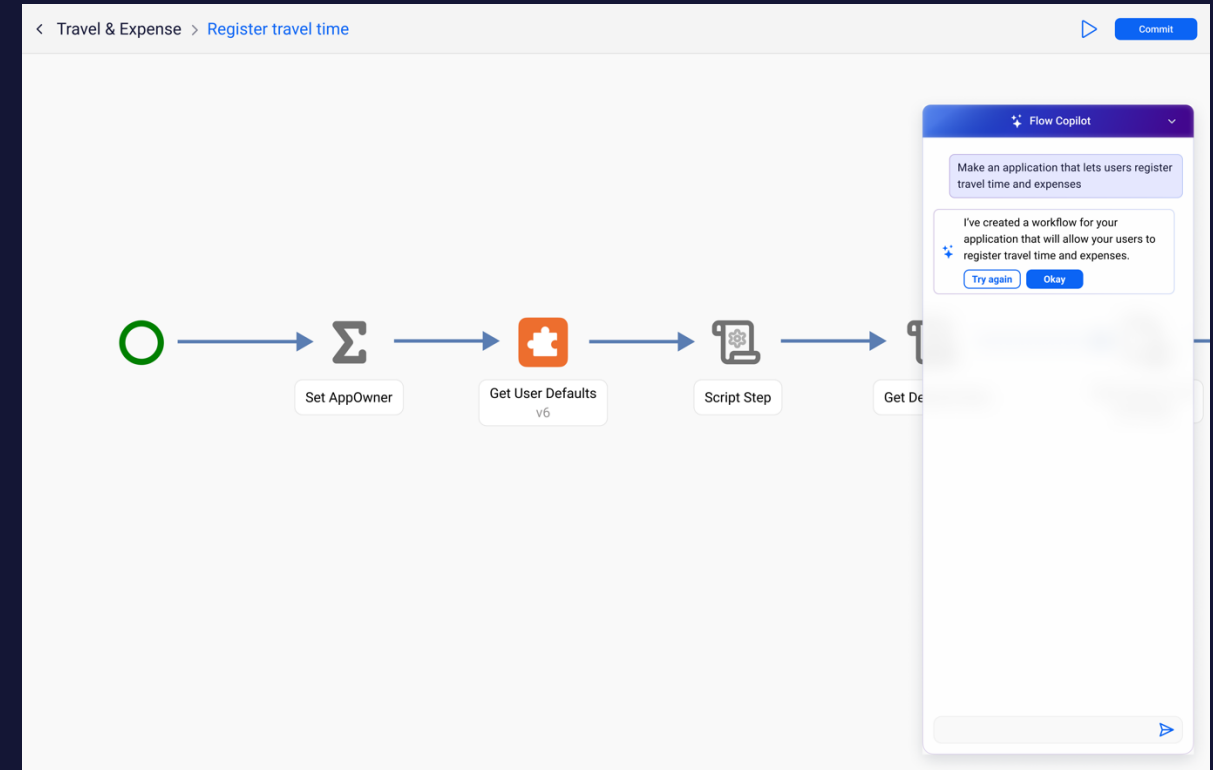 Travel & Expense > Register travel time
Commit
Flow Copilot
Make an application that lets users register
travel time and expenses
I've created a workflow for your
application that will allow your users to
register travel time and expenses.
Try again
Okay
Set AppOwner
Get User Defaults
v6
Script Step
Get